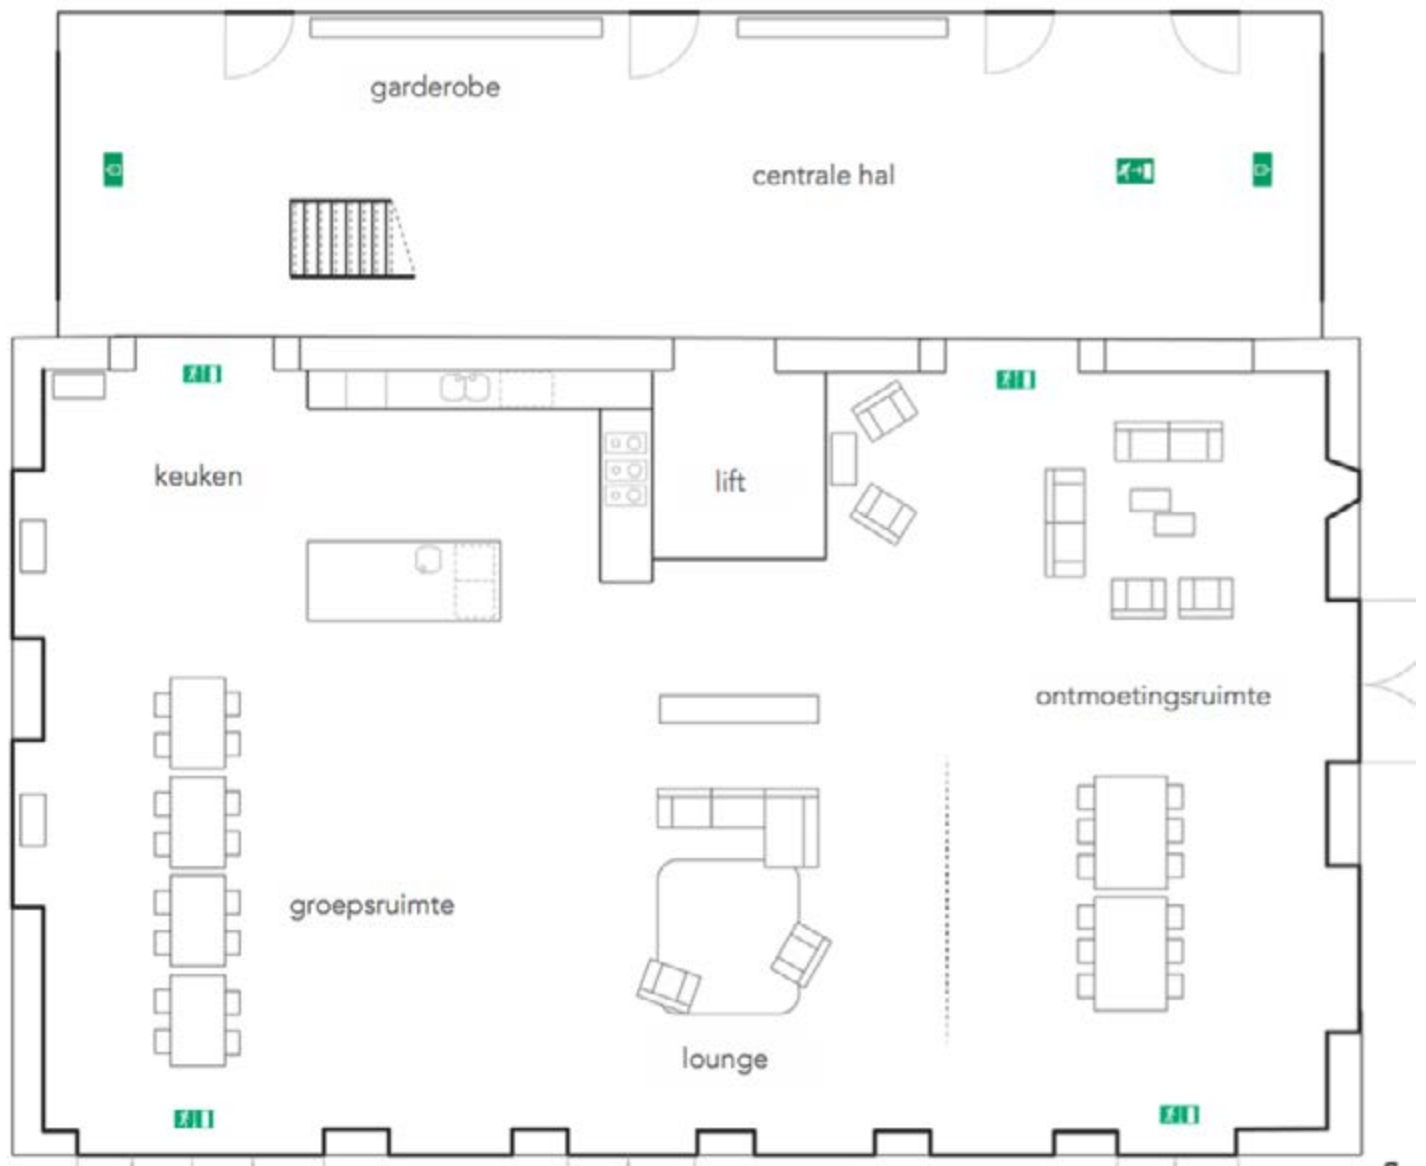 garderobe
centrale hal
keuken
lift
ontmoetingsruimte
groepsruimte
lounge